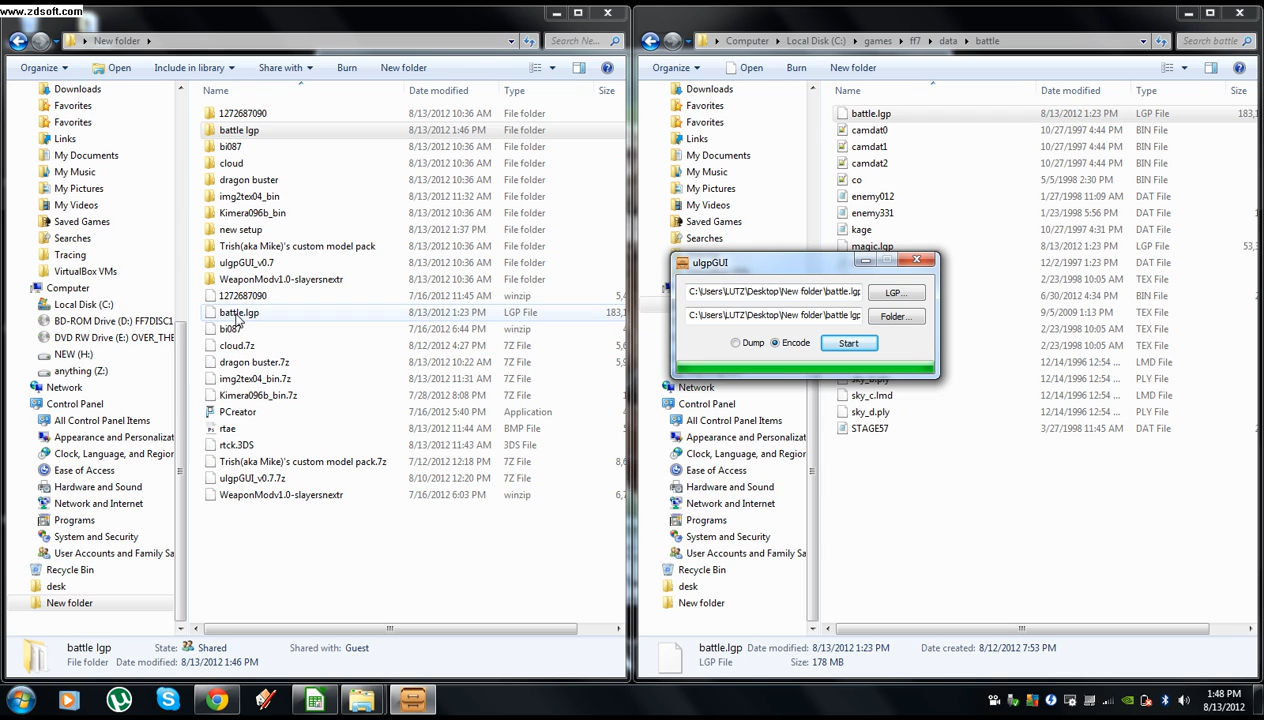 www.zdsoft.com
New folder
Search Ne...
Organize
Open
Include in library
Share with
Burn
New folder
Name
Date modified
Type
Size
Downloads
Favorites
Favorites
Links
My Documents
My Music
My Pictures
My Videos
Saved Games
Searches
Tracing
VirtualBox VMs
Computer
Local Disk (C:)
BD-ROM Drive (D:) FF7DISC1
DVD RW Drive (E:) OVER_THE
NEW (H:)
anything (Z:)
Network
Control Panel
All Control Panel Items
Appearance and Personalizat
Clock, Language, and Region
Ease of Access
Hardware and Sound
Network and Internet
Programs
System and Security
User Accounts and Family Sa
Recycle Bin
desk
New folder
1272687090 8/13/2012 10:36 AM File folder
battle lgp 8/13/2012 1:46 PM File folder
bi087 8/13/2012 10:36 AM File folder
cloud 8/13/2012 10:36 AM File folder
dragon buster 8/13/2012 10:36 AM File folder
img2tex04_bin 8/13/2012 11:32 AM File folder
Kimera096b_bin 8/13/2012 10:36 AM File folder
new setup 8/13/2012 1:37 PM File folder
Trish(aka Mike)'s custom model pack 8/13/2012 10:36 AM File folder
ulgpGUI_v0.7 8/13/2012 10:36 AM File folder
WeaponModv1.0-slayersnextr 8/13/2012 10:36 AM File folder
1272687090 7/16/2012 11:45 AM winzip 5,4
battle.lgp 8/13/2012 1:23 PM LGP File 183,1
bi087 7/16/2012 6:44 PM winzip
cloud.7z 8/12/2012 4:27 PM 7Z File
dragon buster.7z 8/13/2012 10:22 AM 7Z File
img2tex04_bin.7z 8/13/2012 11:31 AM 7Z File
Kimera096b_bin.7z 7/28/2012 8:08 PM 7Z File
PCreator 7/16/2012 5:40 PM Application
rtae 8/13/2012 11:44 AM BMP File
rtck.3DS 8/13/2012 11:43 AM 3DS File
Trish(aka Mike)'s custom model pack.7z 7/12/2012 12:18 PM 7Z File 8,6
ulgpGUI_v0.7.7z 8/10/2012 12:20 PM 7Z File
WeaponModv1.0-slayersnextr 7/16/2012 6:03 PM winzip 6,7
battle lgp State: Shared Shared with: Guest
File folder Date modified: 8/13/2012 1:46 PM
Computer Local Disk (C:) games ff7 data battle
Search battle
Organize
Open
Burn
New folder
Name
Date modified
Type
Size
Downloads
Favorites
Favorites
Links
My Documents
My Music
My Pictures
My Videos
Saved Games
Searches
Network
Control Panel
All Control Panel Items
Appearance and Personalizat
Clock, Language, and Region
Ease of Access
Hardware and Sound
Network and Internet
Programs
System and Security
User Accounts and Family Sa
Recycle Bin
desk
New folder
battle.lgp 8/13/2012 1:23 PM LGP File 183,1
camdat0 10/27/1997 4:44 PM BIN File
camdat1 10/27/1997 4:44 PM BIN File
camdat2 10/27/1997 4:44 PM BIN File
co 5/5/1998 2:30 PM BIN File
enemy012 1/23/1998 11:09 AM DAT File
enemy331 1/23/1998 5:56 PM DAT File
kage 1/23/1998 4:04 PM DAT File
magic.lgp 8/13/2012 10:46 AM LGP File 53,3
10:05 AM BIN File
4:34 AM BIN File
1:13 PM DAT File
10:05 AM TEX File
10:05 AM TEX File
12/14/1996 12:54 ... LMD File
sky_b.ply 12/14/1996 12:54 ... PLY File
sky_c.lmd 12/14/1996 12:54 ... LMD File
sky_d.ply 12/14/1996 12:54 ... PLY File
STAGE57 3/27/1998 11:45 AM DAT File
ulgpGUI
C:\Users\LUTZ\Desktop\New folder\battle.lgp
LGP...
C:\Users\LUTZ\Desktop\New folder\battle lgp
Folder...
Dump
Encode
Start
battle.lgp Date modified: 8/13/2012 1:23 PM Date created: 8/12/2012 7:53 PM
LGP File Size: 178 MB
1:48 PM
8/13/2012